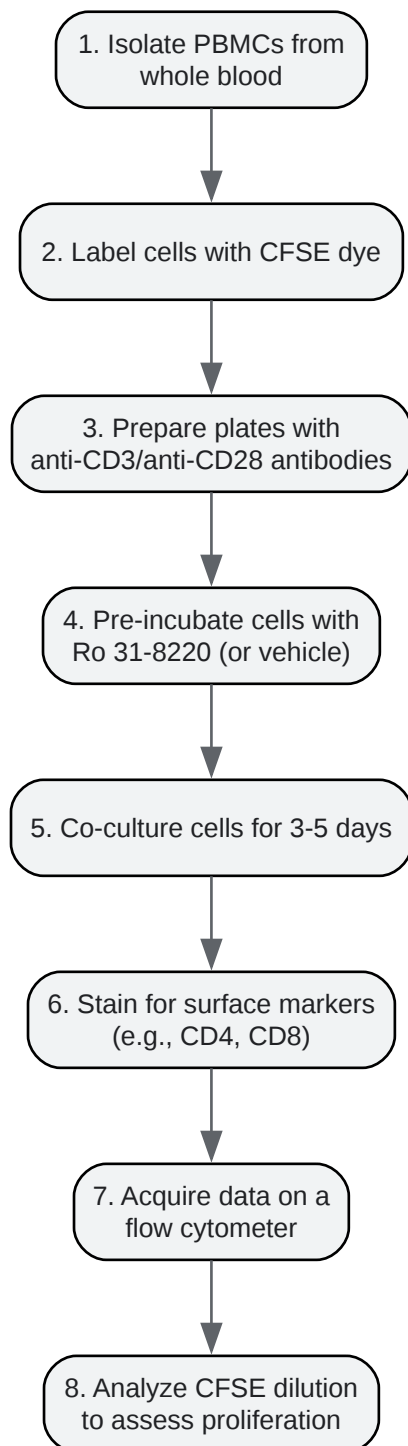 1. Isolate PBMCs from
whole blood
2. Label cells with CFSE dye
3. Prepare plates with
anti-CD3/anti-CD28 antibodies
4. Pre-incubate cells with
Ro 31-8220 (or vehicle)
5. Co-culture cells for 3-5 days
6. Stain for surface markers
(e.g., CD4, CD8)
7. Acquire data on a
flow cytometer
8. Analyze CFSE dilution
to assess proliferation